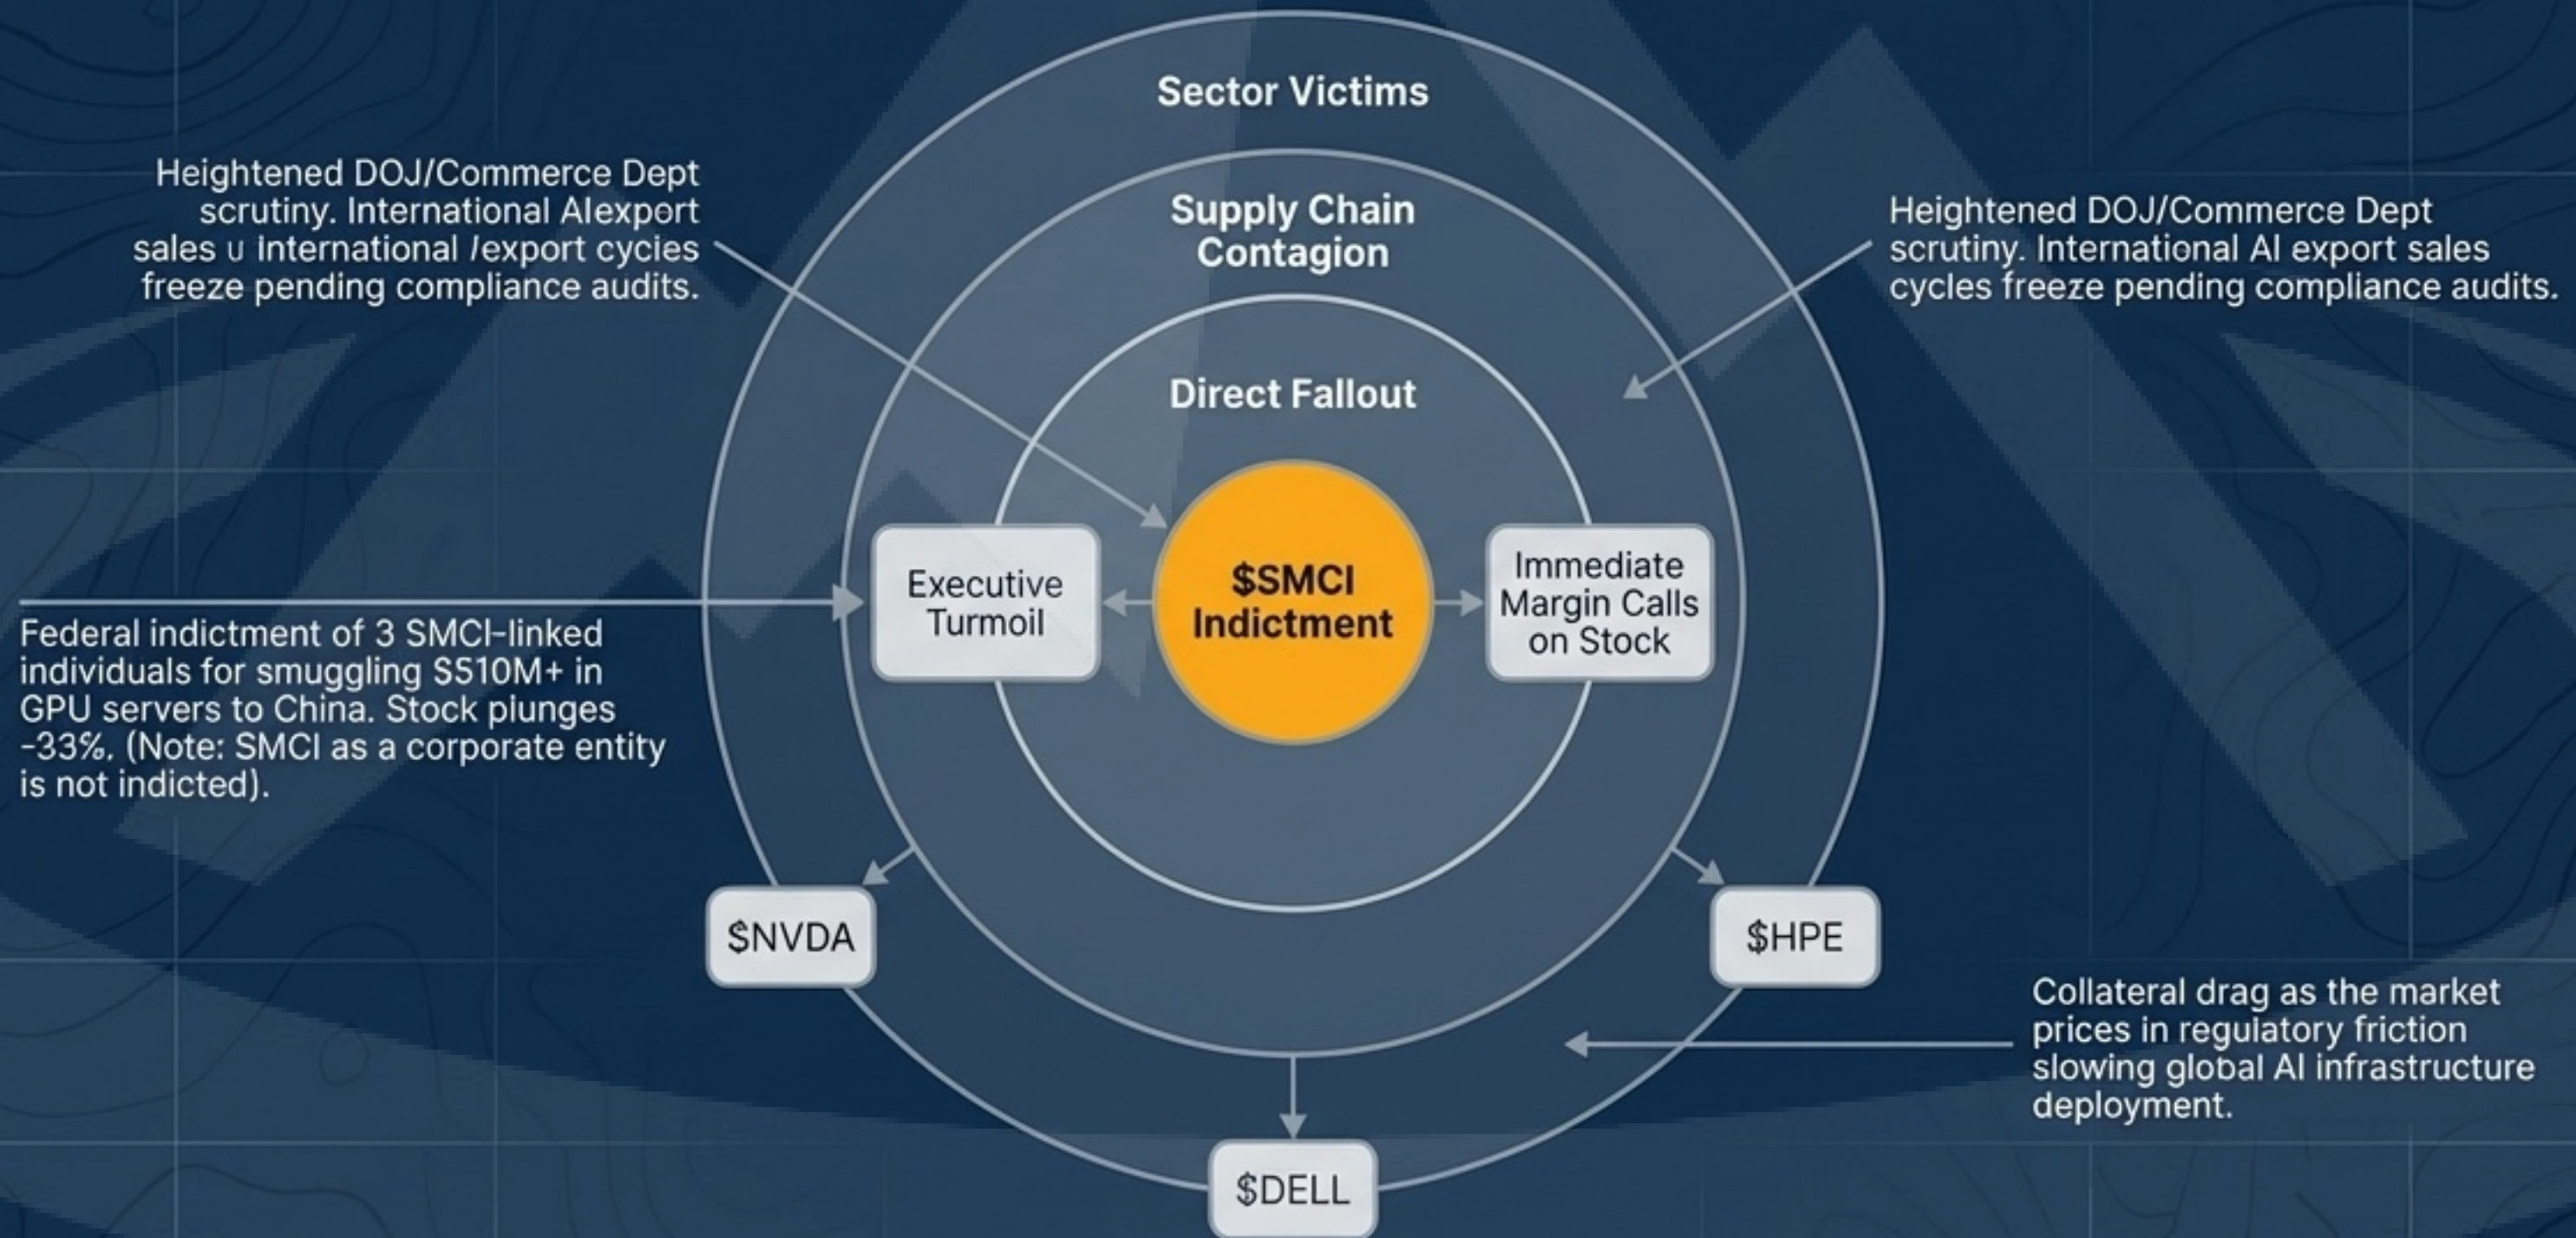 Sector Victims
Supply Chain
Contagion
Direct Fallout
Heightened DOJ/Commerce Dept
scrutiny. International AIexport
sales u international /export cycles
freeze pending compliance audits.
Heightened DOJ/Commerce Dept
scrutiny. International AI export sales
cycles freeze pending compliance audits.
Executive
Turmoil
$SMCI
Indictment
Immediate
Margin Calls
on Stock
Federal indictment of 3 SMCI-linked
individuals for smuggling $510M+ in
GPU servers to China. Stock plunges
-33%. (Note: SMCI as a corporate entity
is not indicted).
$NVDA
$HPE
$DELL
Collateral drag as the market
prices in regulatory friction
slowing global AI infrastructure
deployment.